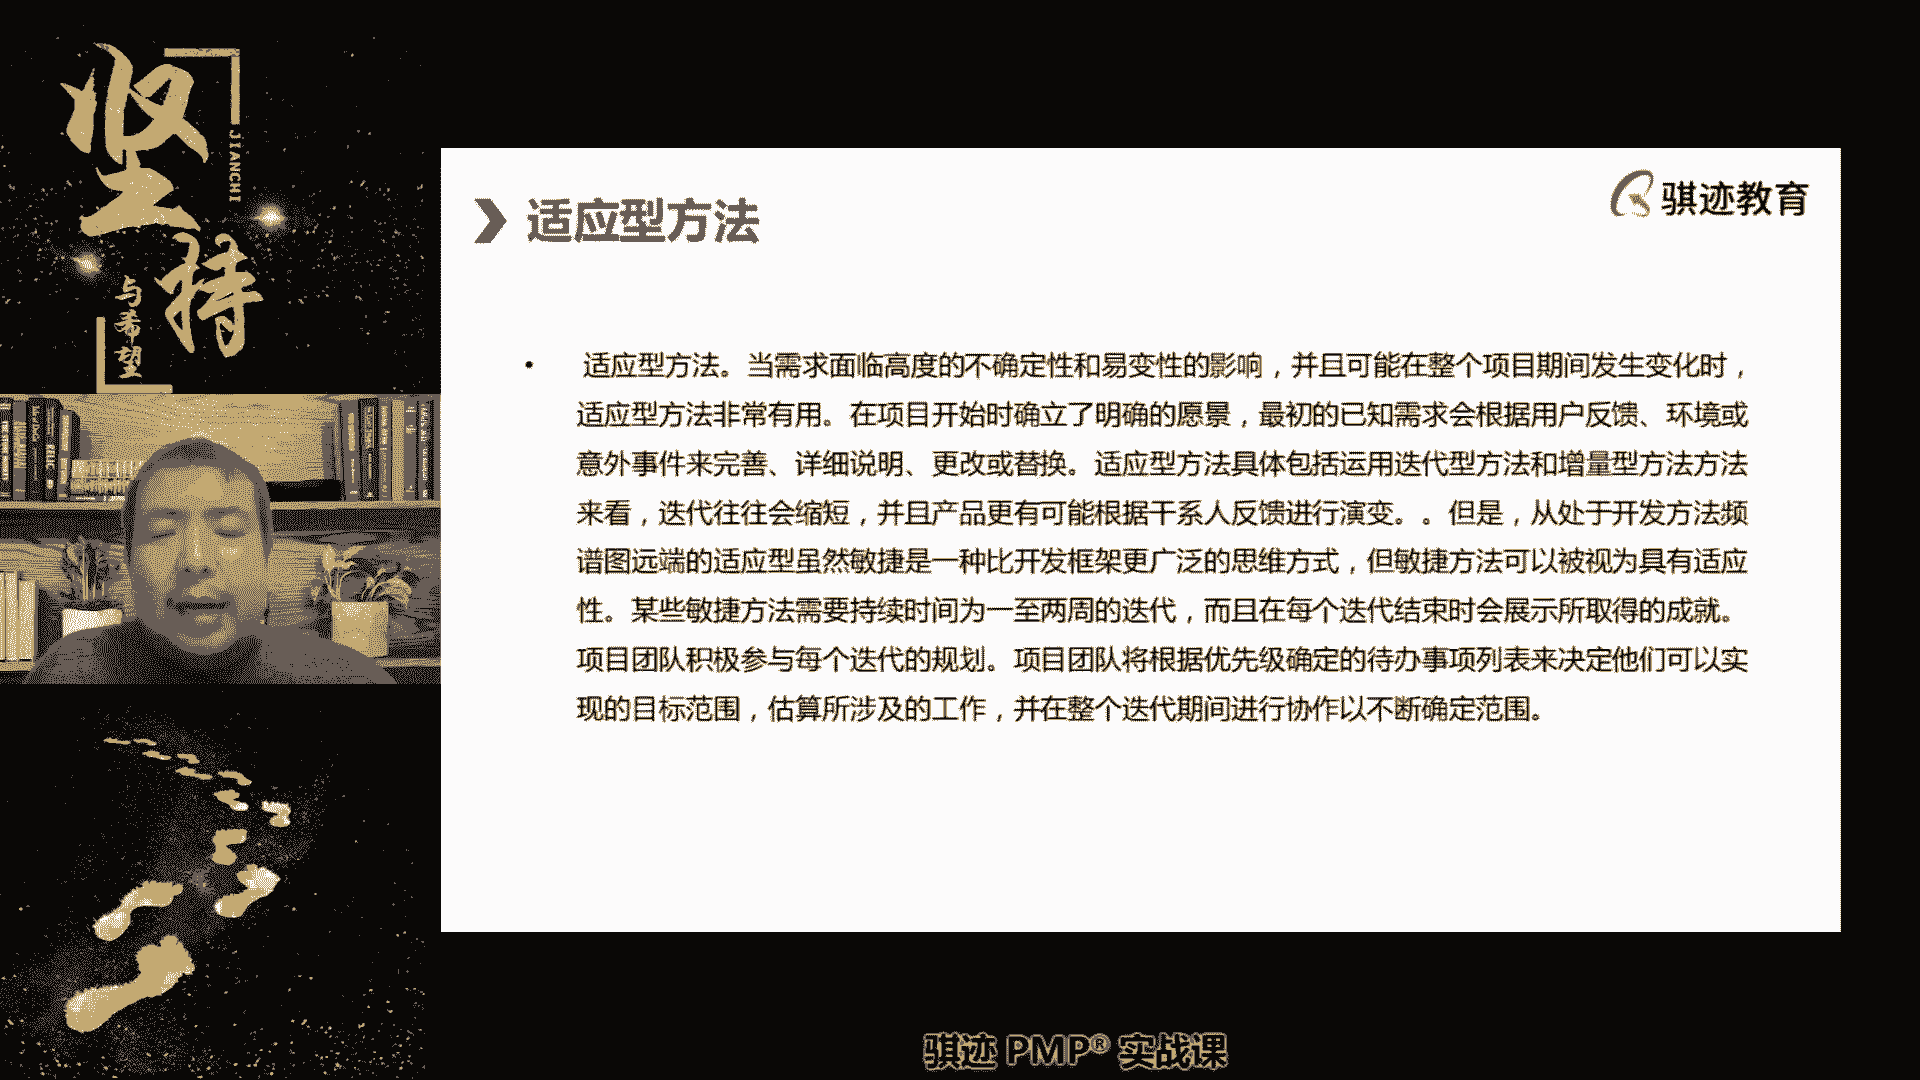 坚持
JIANCHI
与希望
适应型方法
骐迹教育
• 适应型方法。当需求面临高度的不确定性和易变性的影响，并且可能在整个项目期间发生变化时，
适应型方法非常有用。在项目开始时确立了明确的愿景，最初的已知需求会根据用户反馈、环境或
意外事件来完善、详细说明、更改或替换。适应型方法具体包括运用迭代型方法和增量型方法方法
来看，迭代往往会缩短，并且产品更有可能根据干系人反馈进行演变。。但是，从处于开发方法频
谱图远端的适应型虽然敏捷是一种比开发框架更广泛的思维方式，但敏捷方法可以被视为具有适应
性。某些敏捷方法需要持续时间为一至两周的迭代，而且在每个迭代结束时会展示所取得的成就。
项目团队积极参与每个迭代的规划。项目团队将根据优先级确定的待办事项列表来决定他们可以实
现的目标范围，估算所涉及的工作，并在整个迭代期间进行协作以不断确定范围。
骐迹 PMP® 实战课